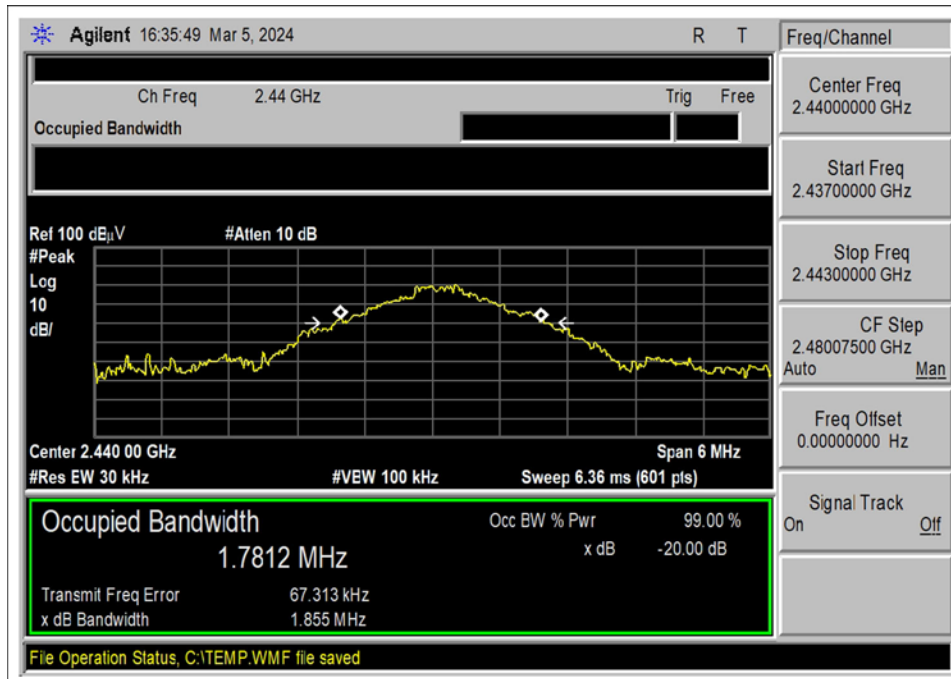 Agilent 16:35:49 Mar 5, 2024 R T
Freq/Channel
Ch Freq 2.44 GHz Trig Free
Occupied Bandwidth
Center Freq
2.44000000 GHz
Start Freq
2.43700000 GHz
Stop Freq
2.44300000 GHz
CF Step
2.48007500 GHz
Auto Man
Freq Offset
0.00000000 Hz
Signal Track
On Off
Ref 100 dBμV #Atten 10 dB
#Peak
Log
10
dB/
Center 2.440 00 GHz Span 6 MHz
#Res EW 30 kHz #VBW 100 kHz Sweep 6.36 ms (601 pts)
Occupied Bandwidth Occ BW % Pwr 99.00 %
1.7812 MHz x dB -20.00 dB
Transmit Freq Error 67.313 kHz
x dB Bandwidth 1.855 MHz
File Operation Status, C:\TEMP.WMF file saved